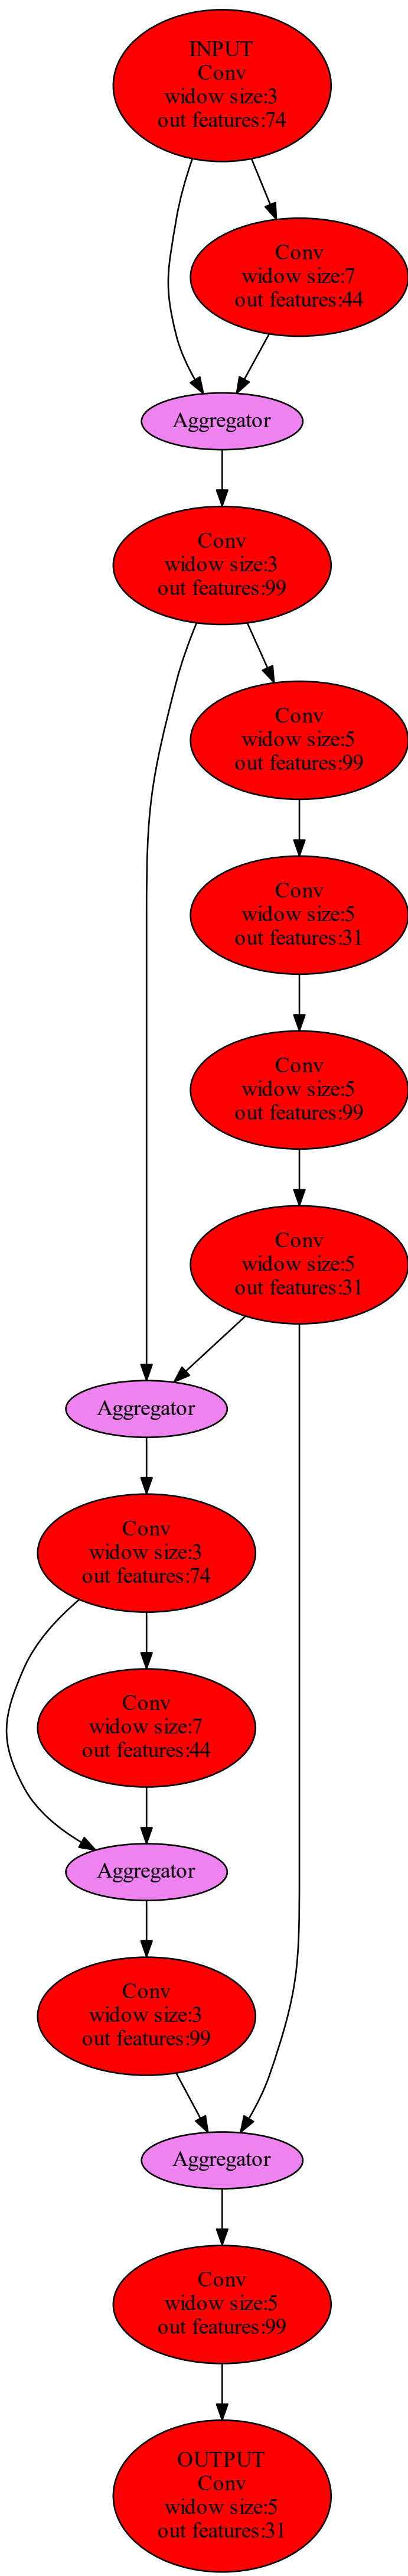 INPUT
Conv
widow size:3
out features:74
Conv
widow size:7
out features:44
Aggregator
Conv
widow size:3
out features:99
Conv
widow size:5
out features:99
Conv
widow size:5
out features:31
Conv
widow size:5
out features:99
Conv
widow size:5
out features:31
Aggregator
Conv
widow size:3
out features:74
Conv
widow size:7
out features:44
Aggregator
Conv
widow size:3
out features:99
Aggregator
Conv
widow size:5
out features:99
OUTPUT
Conv
widow size:5
out features:31